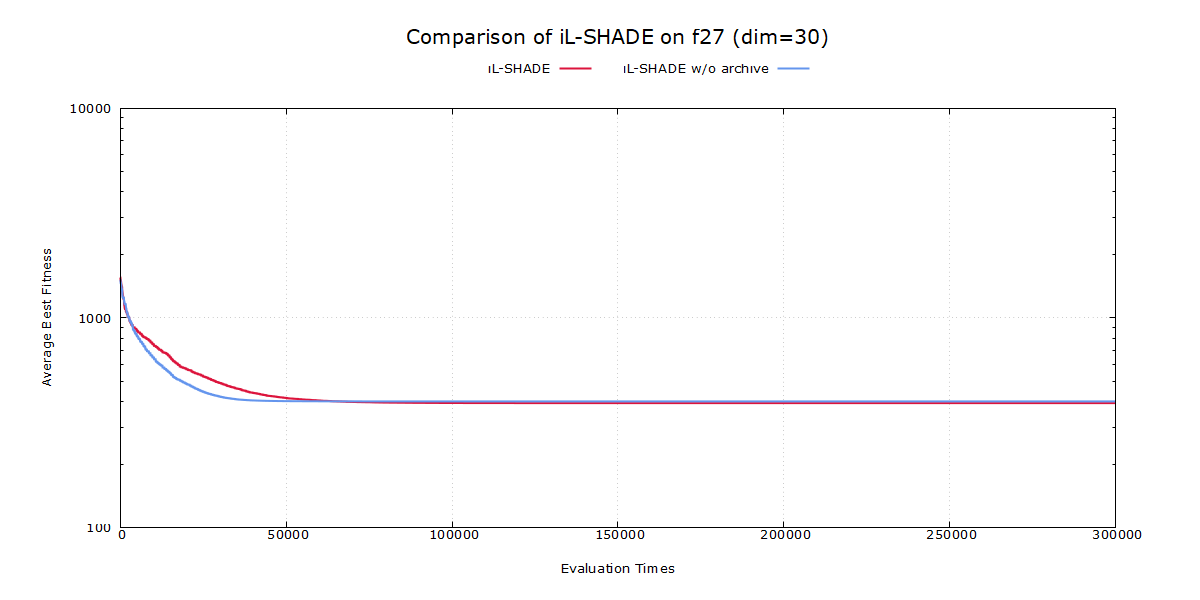 Comparison of iL-SHADE on f27 (dim=30)
iL-SHADE iL-SHADE w/o archive
10000
1000
100
Average Best Fitness
0 50000 100000 150000 200000 250000 300000
Evaluation Times